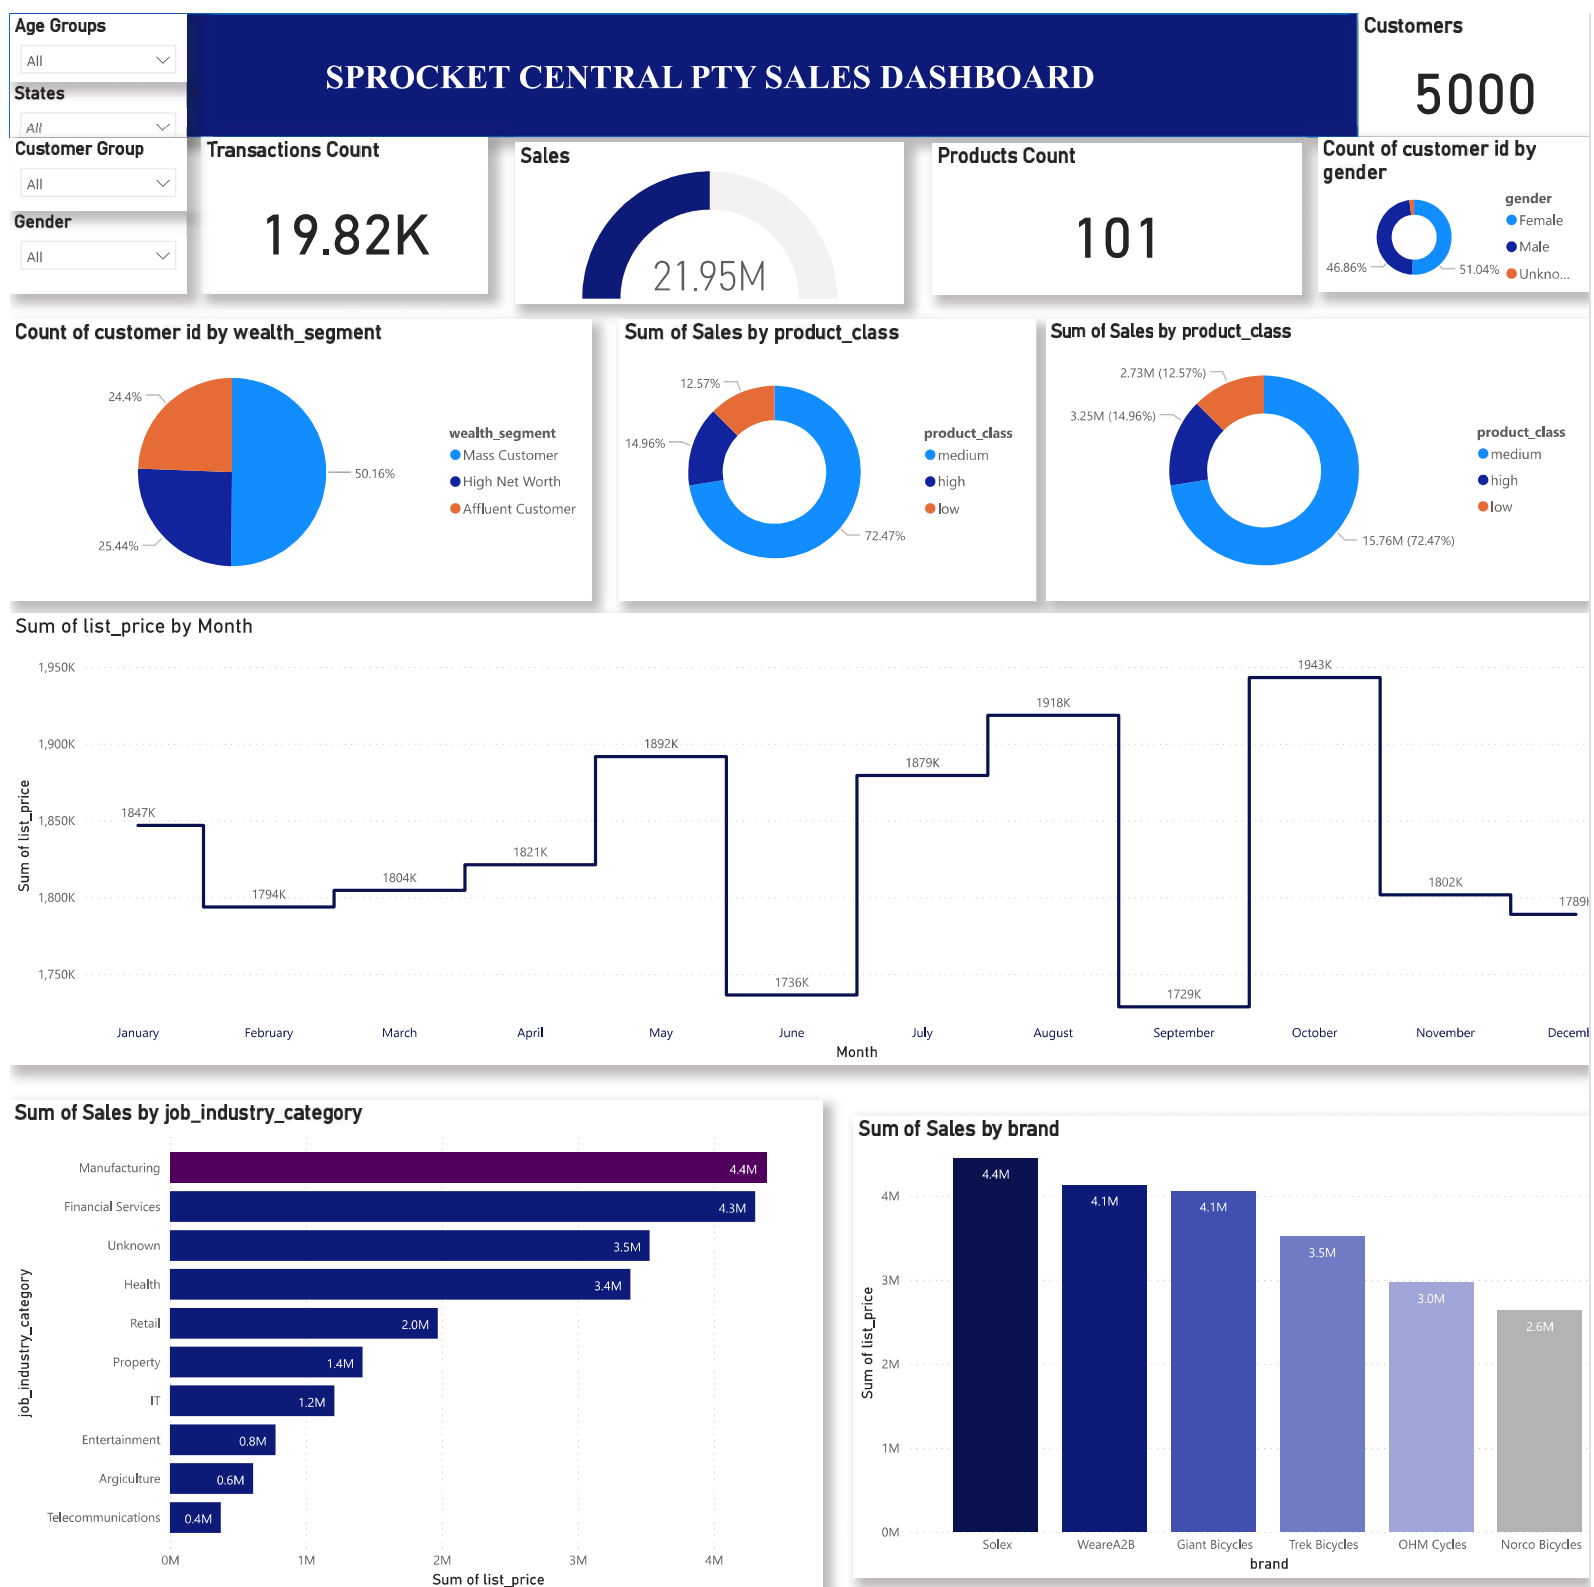 Age Groups
All
States
All
Customer Group
All
Gender
All
SPROCKET CENTRAL PTY SALES DASHBOARD
Customers
5000
Transactions Count
19.82K
Sales
21.95M
Products Count
101
Count of customer id by
gender
gender
Female
Male
Unkno...
46.86%
51.04%
Count of customer id by wealth_segment
24.4%
50.16%
25.44%
wealth_segment
Mass Customer
High Net Worth
Affluent Customer
Sum of Sales by product_class
12.57%
14.96%
72.47%
product_class
medium
high
low
Sum of Sales by product_class
2.73M (12.57%)
3.25M (14.96%)
15.76M (72.47%)
product_class
medium
high
low
Sum of list_price by Month
Sum of list_price
1,950K
1,900K
1,850K
1,800K
1,750K
1847K
1794K
1804K
1821K
1892K
1736K
1879K
1918K
1729K
1943K
1802K
1789K
January
February
March
April
May
June
July
August
September
October
November
Decemb
Month
Sum of Sales by job_industry_category
job_industry_category
Manufacturing 4.4M
Financial Services 4.3M
Unknown 3.5M
Health 3.4M
Retail 2.0M
Property 1.4M
IT 1.2M
Entertainment 0.8M
Argiculture 0.6M
Telecommunications 0.4M
0M 1M 2M 3M 4M
Sum of list_price
Sum of Sales by brand
Sum of list_price
4M
3M
2M
1M
0M
4.4M
4.1M
4.1M
3.5M
3.0M
2.6M
Solex
WeareA2B
Giant Bicycles
Trek Bicycles
OHM Cycles
Norco Bicycles
brand